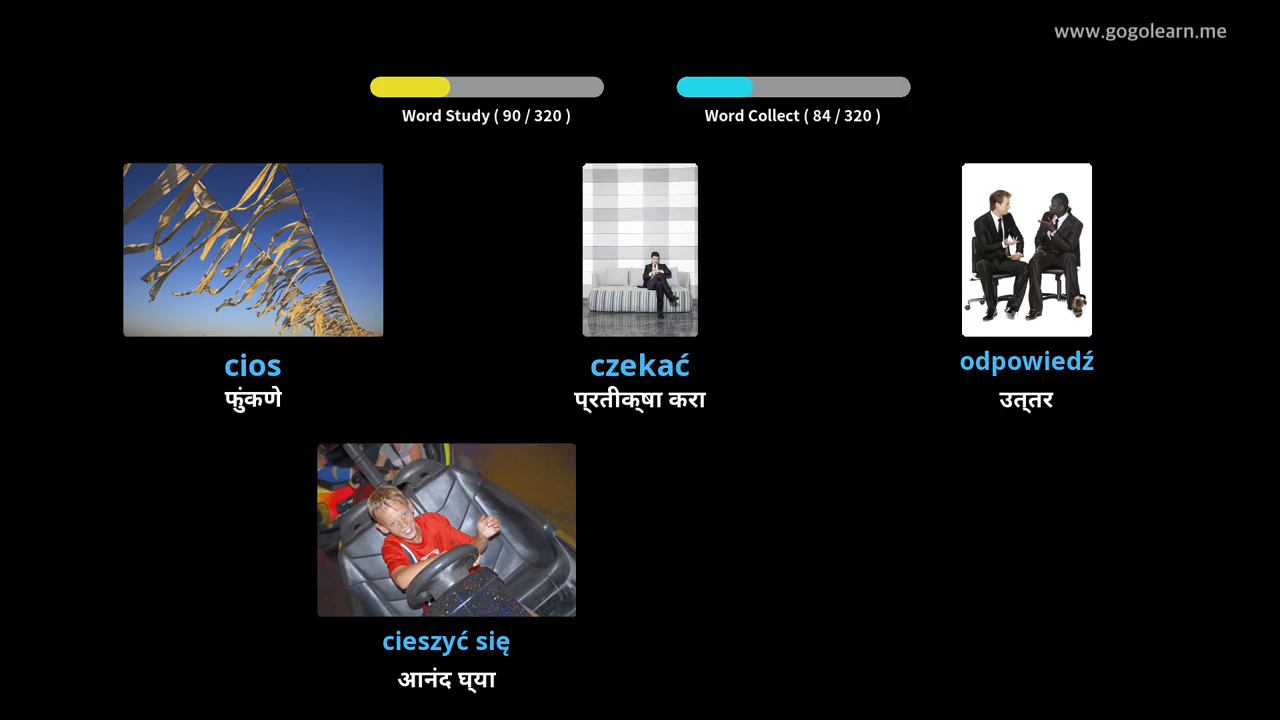 www.gogolearn.me
Word Study ( 90 / 320 )
Word Collect ( 84 / 320 )
cios
फुंकणे
czekać
प्रतीक्षा करा
odpowiedź
उत्तर
cieszyć się
आनंद घ्या